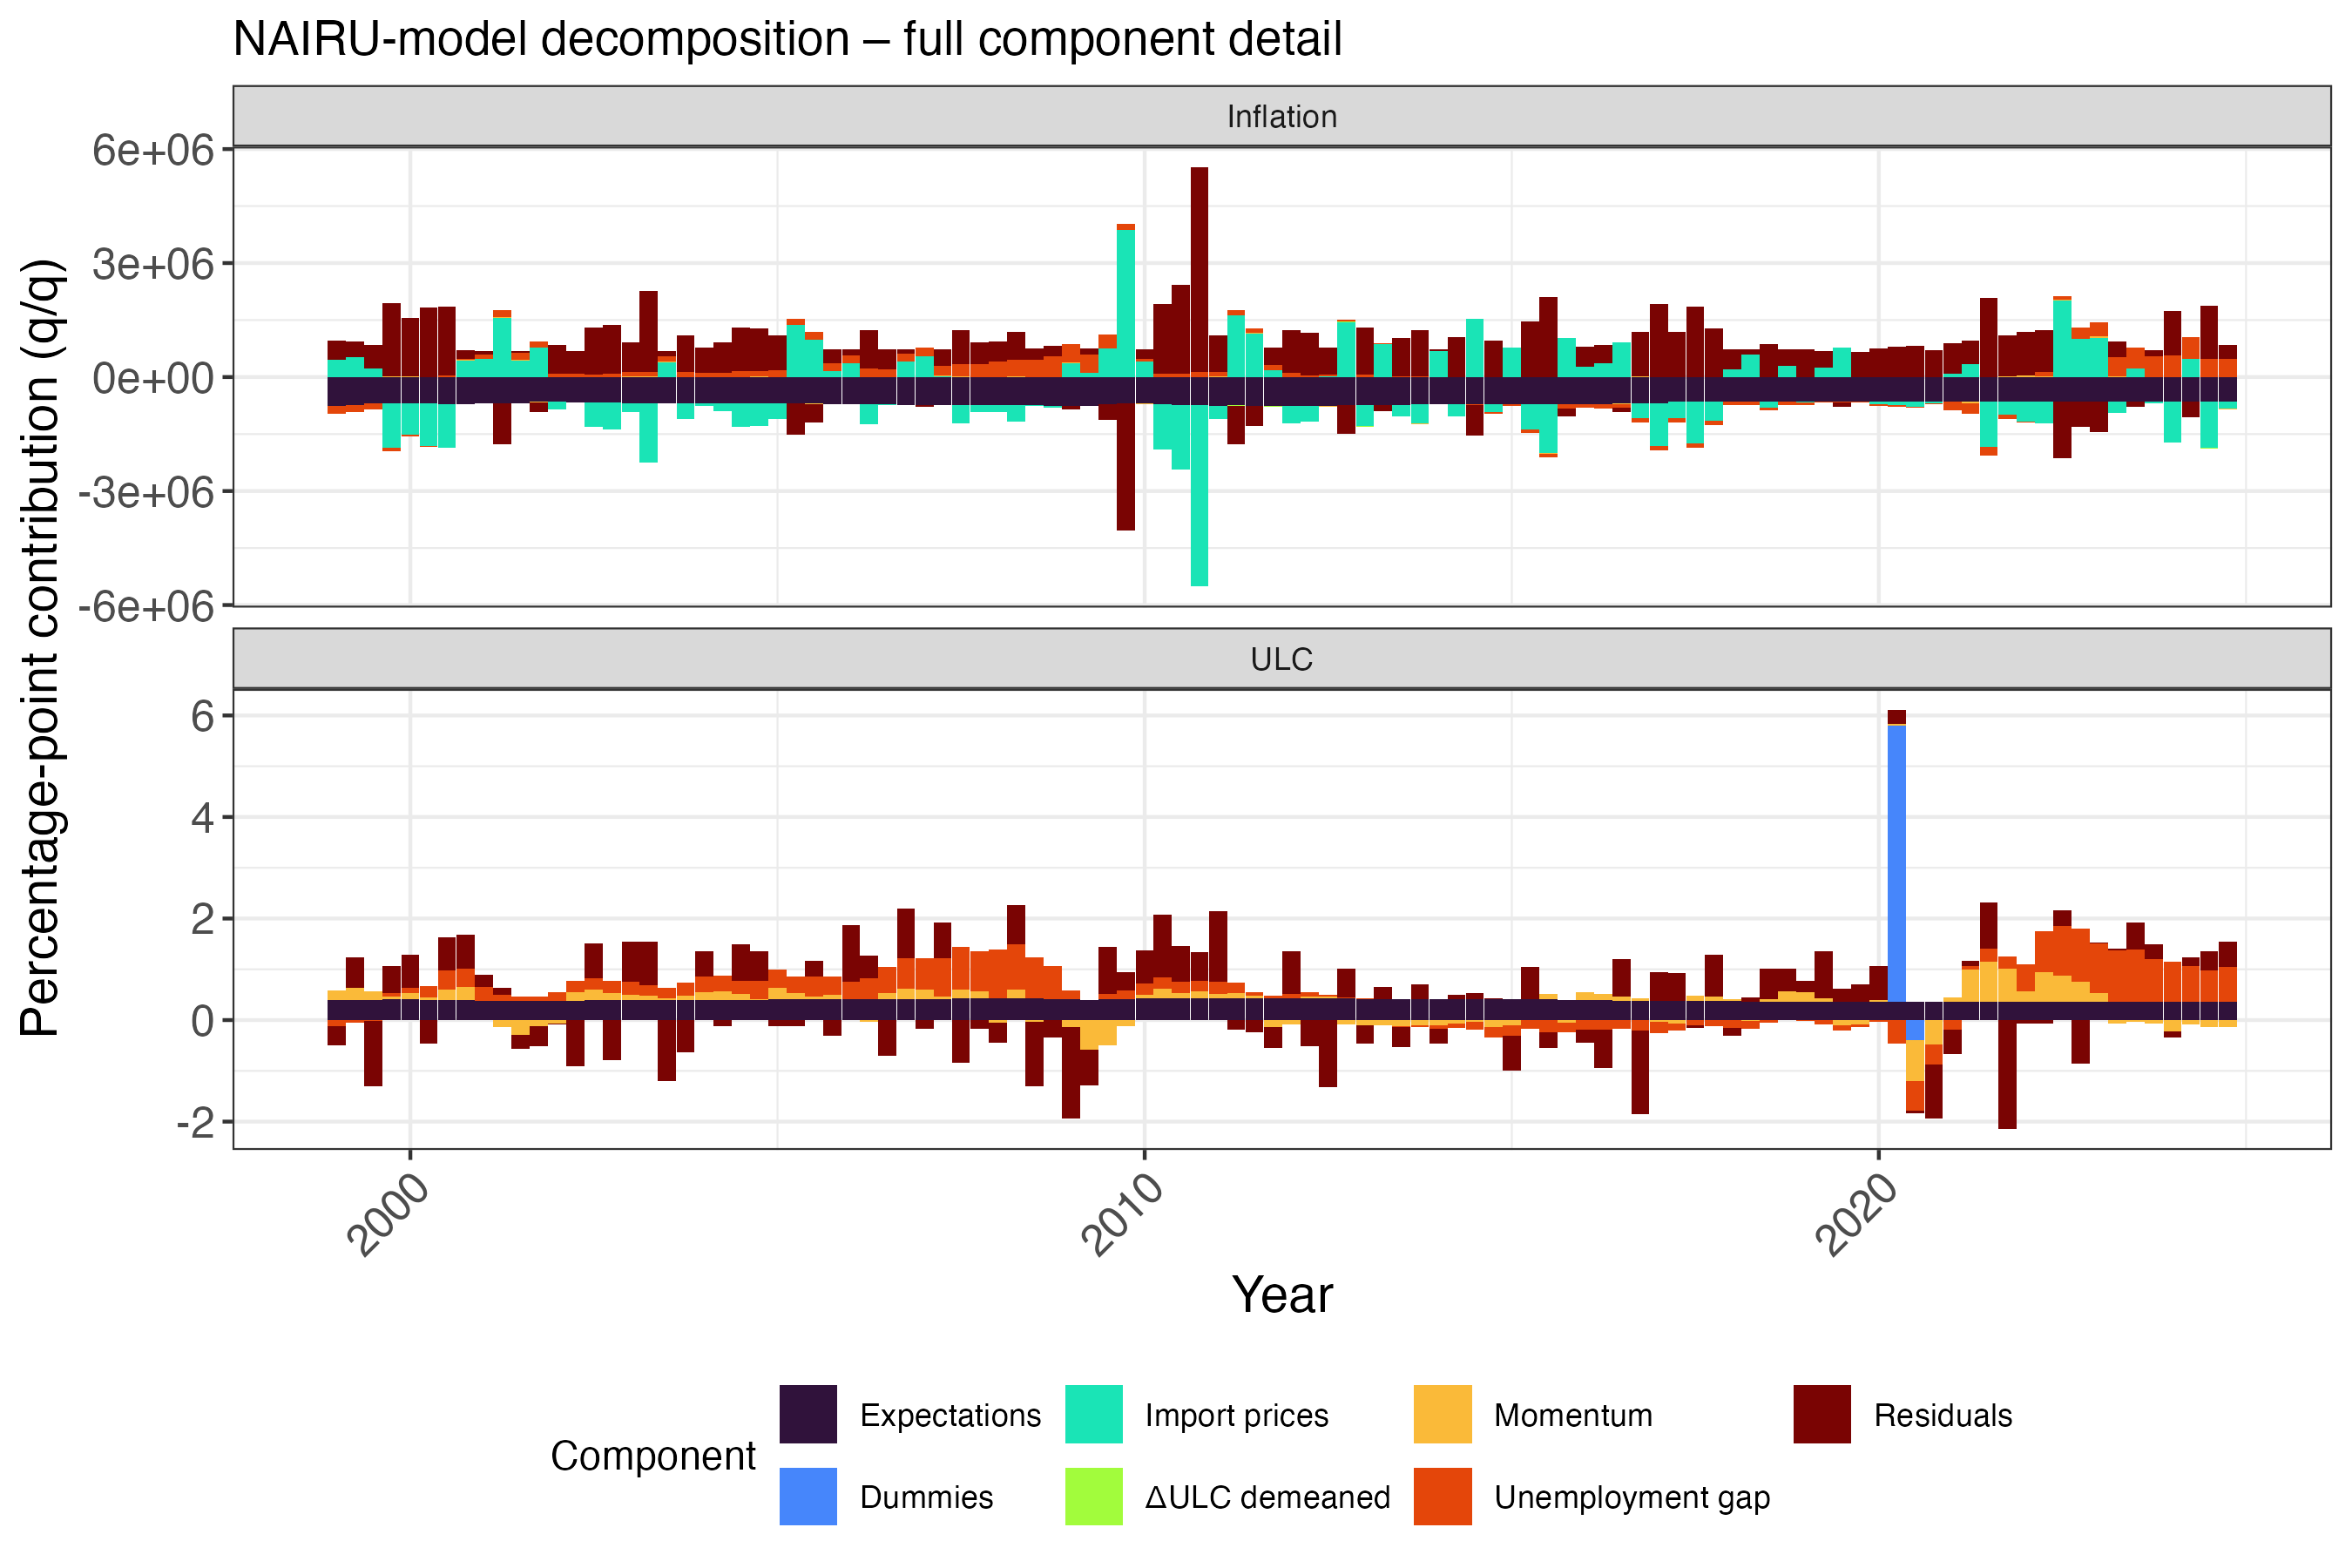 NAIRU-model decomposition – full component detail
Inflation
6e+06
3e+06
0e+00
-3e+06
-6e+06
Percentage-point contribution (q/q)
ULC
6
4
2
0
-2
2000
2010
2020
Year
Component
Expectations
Import prices
Momentum
Residuals
Dummies
ΔULC demeaned
Unemployment gap